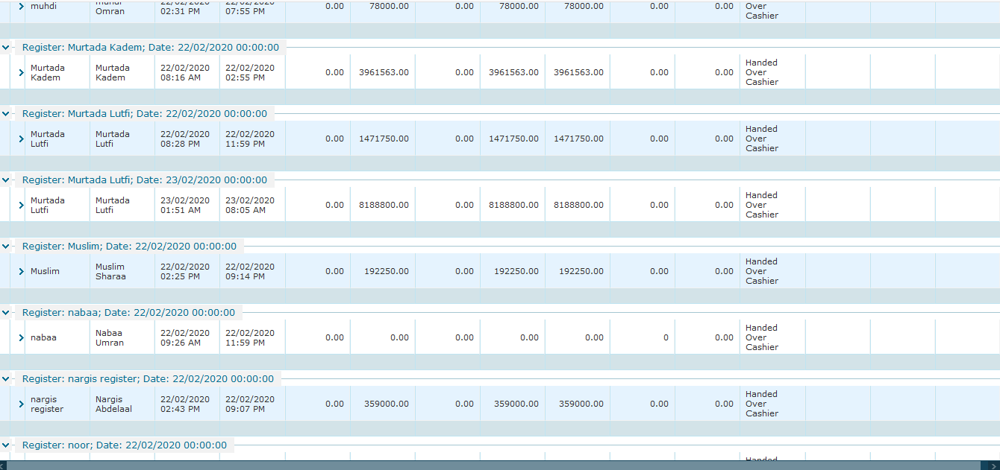 muhdi Omran 02:31 PM 07:55 PM 0.00 78000.00 0.00 78000.00 78000.00 0.00 0.00 Over Cashier
Register: Murtada Kadem; Date: 22/02/2020 00:00:00
Murtada Kadem Murtada Kadem 22/02/2020 08:16 AM 22/02/2020 02:55 PM 0.00 3961563.00 0.00 3961563.00 3961563.00 0.00 0.00 Handed Over Cashier
Register: Murtada Lutfi; Date: 22/02/2020 00:00:00
Murtada Lutfi Murtada Lutfi 22/02/2020 08:28 PM 22/02/2020 11:59 PM 0.00 1471750.00 0.00 1471750.00 1471750.00 0.00 0.00 Handed Over Cashier
Register: Murtada Lutfi; Date: 23/02/2020 00:00:00
Murtada Lutfi Murtada Lutfi 23/02/2020 01:51 AM 23/02/2020 08:05 AM 0.00 8188800.00 0.00 8188800.00 8188800.00 0.00 0.00 Handed Over Cashier
Register: Muslim; Date: 22/02/2020 00:00:00
Muslim Muslim Sharaa 22/02/2020 02:25 PM 22/02/2020 09:14 PM 0.00 192250.00 0.00 192250.00 192250.00 0.00 0.00 Handed Over Cashier
Register: nabaa; Date: 22/02/2020 00:00:00
nabaa Nabaa Umran 22/02/2020 09:26 AM 22/02/2020 11:59 PM 0.00 0.00 0.00 0.00 0.00 0 0.00 Handed Over Cashier
Register: nargis register; Date: 22/02/2020 00:00:00
nargis register Nargis Abdelaal 22/02/2020 02:43 PM 22/02/2020 09:07 PM 0.00 359000.00 0.00 359000.00 359000.00 0.00 0.00 Handed Over Cashier
Register: noor; Date: 22/02/2020 00:00:00
Handed